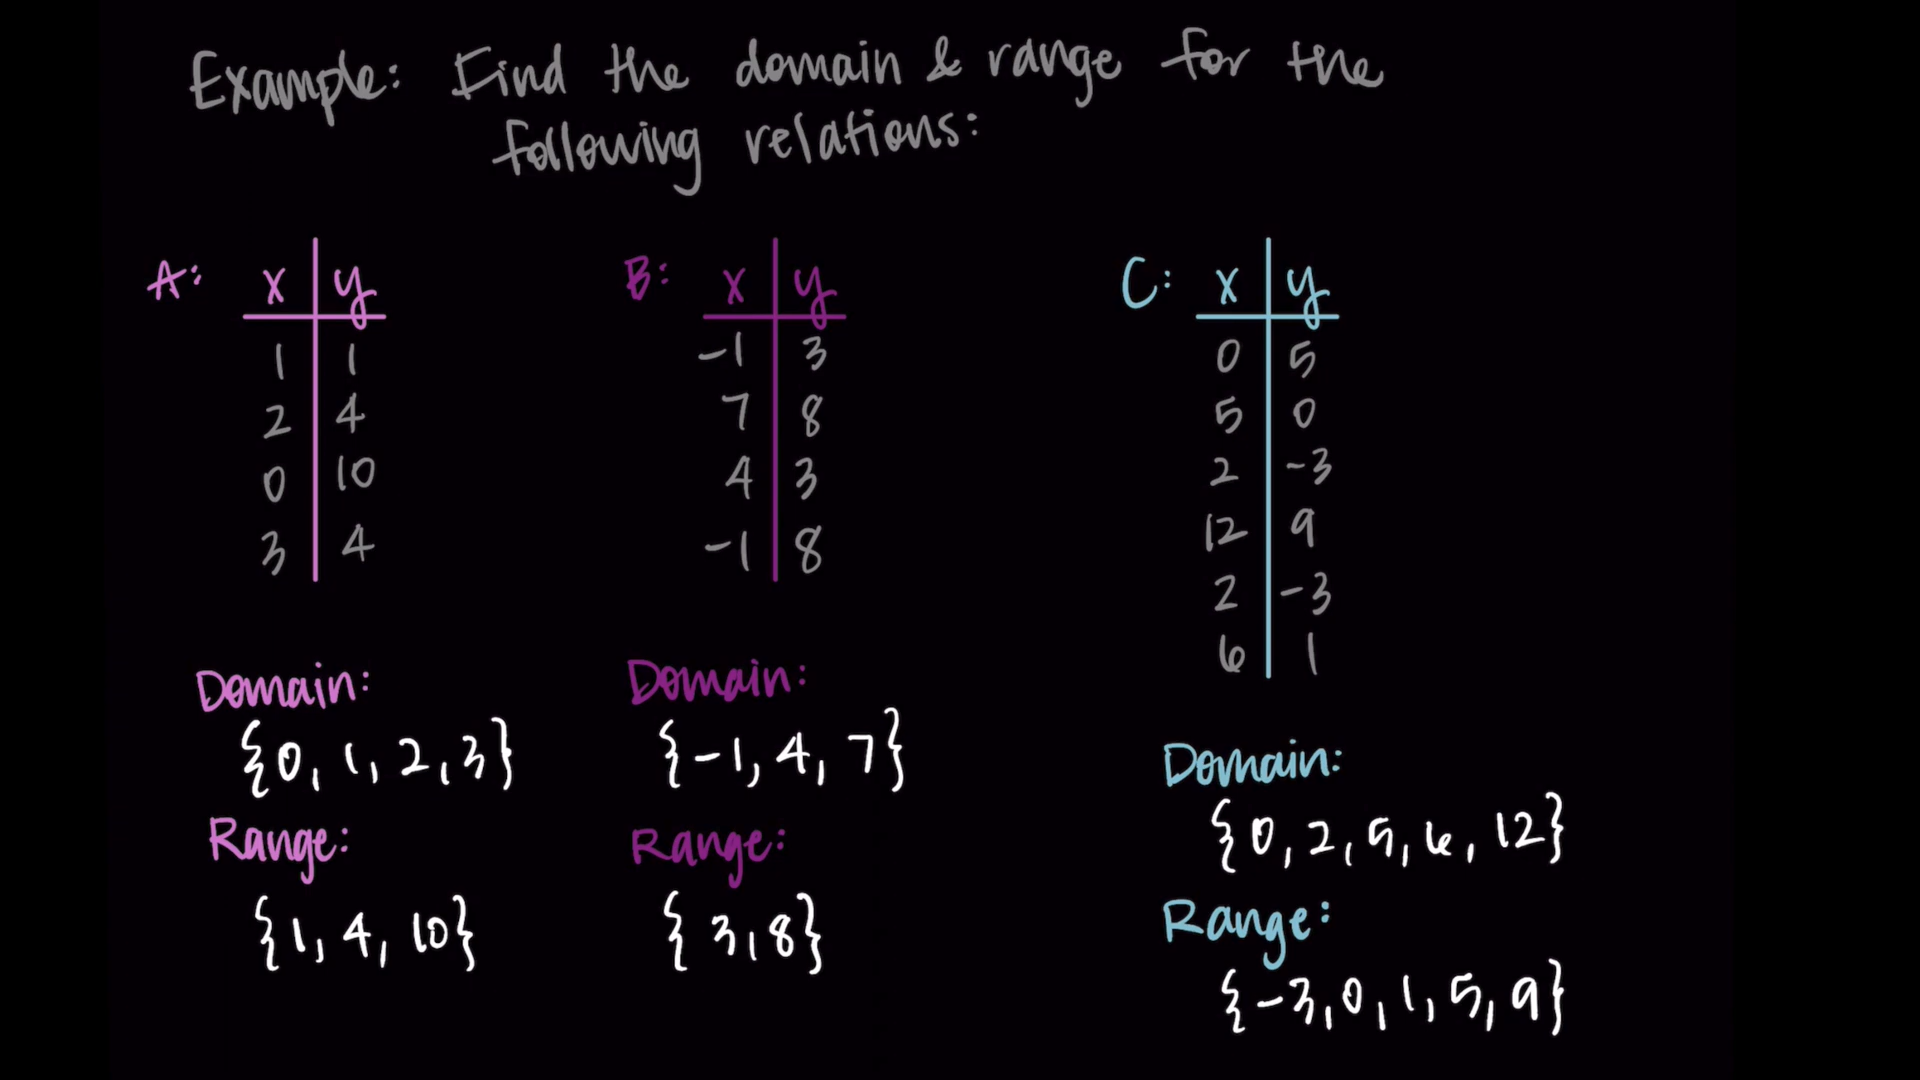 Example: Find the domain & range for the
following relations:
A: x y
1 1
2 4
0 10
3 4
Domain:
{0, 1, 2, 3}
Range:
{1, 4, 10}
B: x y
-1 3
7 8
4 3
-1 8
Domain:
{-1, 4, 7}
Range:
{3, 8}
C: x y
0 5
5 0
2 -3
12 9
2 -3
6 1
Domain:
{0, 2, 5, 6, 12}
Range:
{-3, 0, 1, 5, 9}